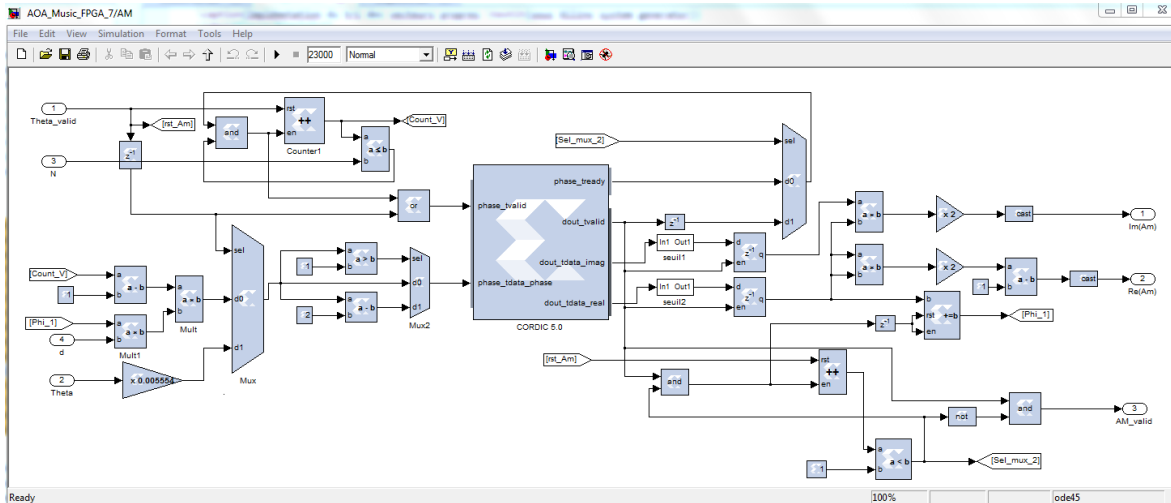 AOA_Music_FPGA_7/AM
File Edit View Simulation Format Tools Help
23000 Normal
1
Theta_valid
[rst_Am]
z-1
3
N
and
rst
++
en
Counter1
[Count_V]
a
a ≤ b
b
or
[Sel_mux_2]
sel
d0
d1
phase_tvalid
phase_tdata_phase
phase_tready
dout_tvalid
dout_tdata_imag
dout_tdata_real
CORDIC 5.0
z-1
In1 Out1
seuil1
In1 Out1
seuil2
d
z-1 q
en
d
z-1 q
en
a
b
x 2
cast
1
Im(Am)
a
b
x 2
a
a - b
b
1
cast
2
Re(Am)
[Count_V]
a
a - b
b
1
[Phi_1]
4
d
a
b
Mult1
a
b
Mult
sel
d0
d1
Mux
2
Theta
x 0.005554
a
a > b
b
1
a
a - b
b
2
sel
d0
d1
Mux2
z-1
b
rst +=b
en
[Phi_1]
[rst_Am]
and
rst
++
en
not
and
3
AM_valid
a
a < b
b
1
[Sel_mux_2]
Ready 100% ode45